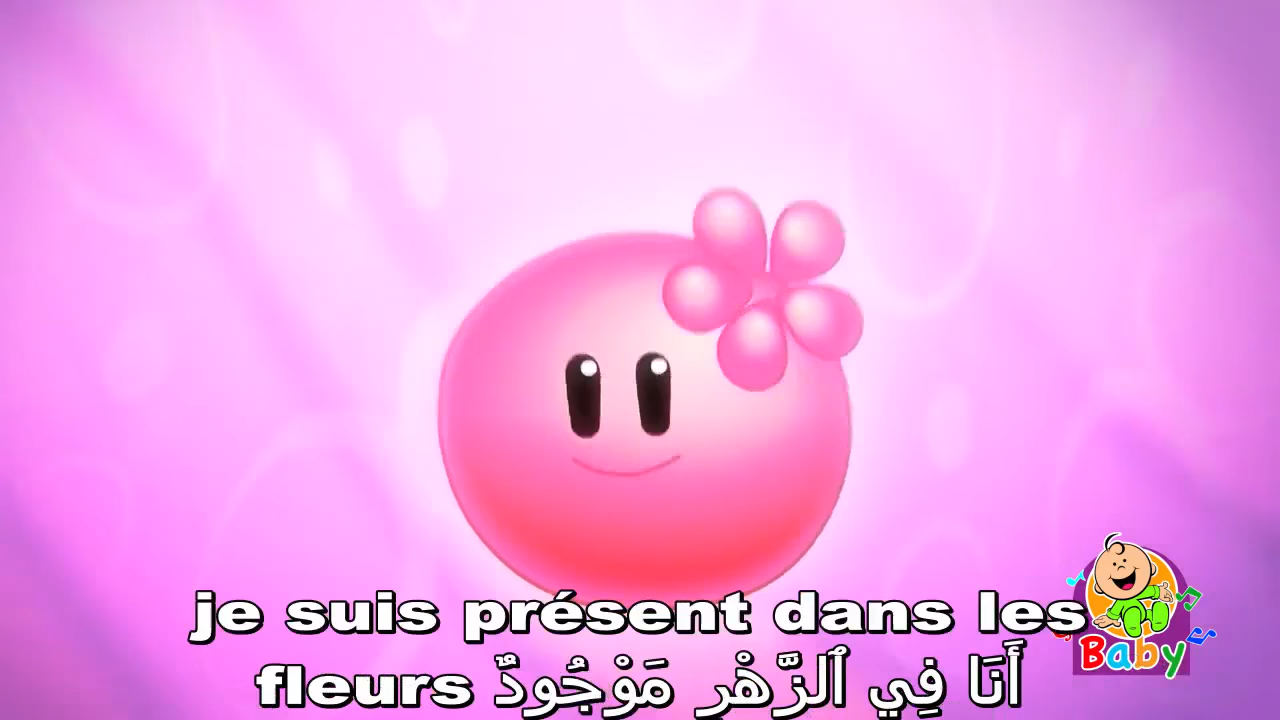 je suis présent dans les
fleurs أَنَا فِي ٱلزَّهْرِ مَوْجُودٌ
Baby